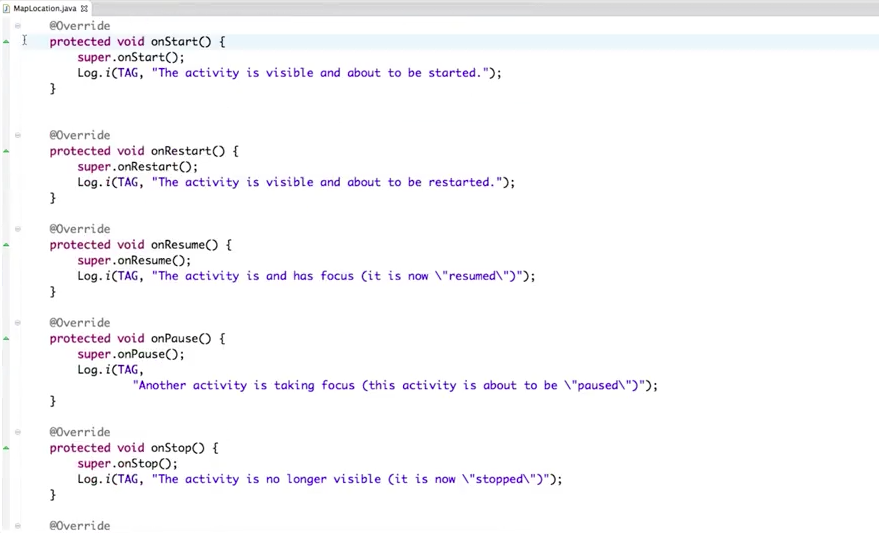 MapLocation.java
@Override
protected void onStart() {
super.onStart();
Log.i(TAG, "The activity is visible and about to be started.");
}
@Override
protected void onRestart() {
super.onRestart();
Log.i(TAG, "The activity is visible and about to be restarted.");
}
@Override
protected void onResume() {
super.onResume();
Log.i(TAG, "The activity is and has focus (it is now \"resumed\")");
}
@Override
protected void onPause() {
super.onPause();
Log.i(TAG,
"Another activity is taking focus (this activity is about to be \"paused\")");
}
@Override
protected void onStop() {
super.onStop();
Log.i(TAG, "The activity is no longer visible (it is now \"stopped\")");
}
@Override